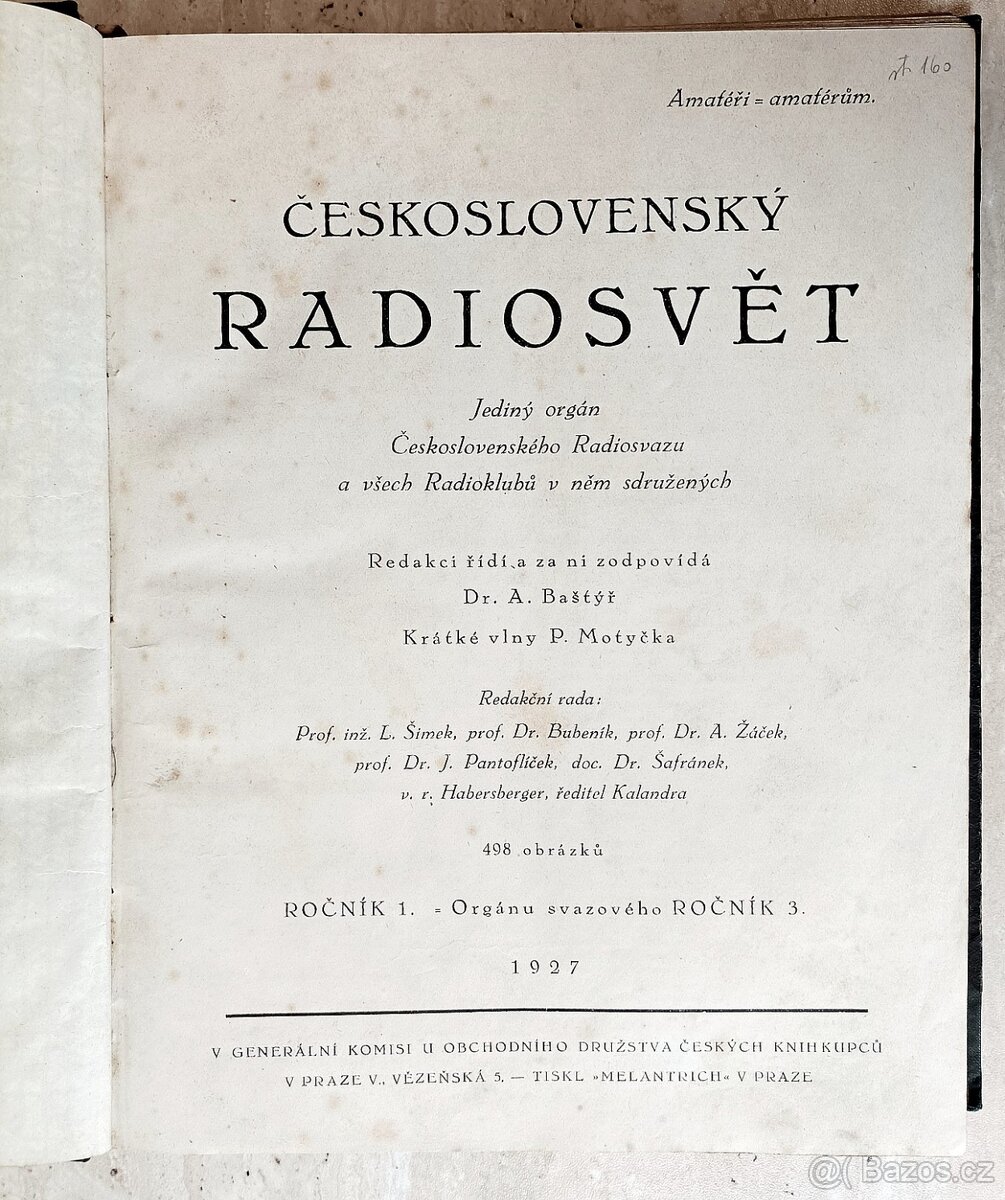 160
Amatéři = amatérům.
ČESKOSLOVENSKÝ
RADIOSVĚT
Jediný orgán
Československého Radiosvazu
a všech Radioklubů v něm sdružených
Redakci řídí a za ni zodpovídá
Dr. A. Baštýř
Krátké vlny P. Motyčka
Redakční rada:
Prof. inž. L. Šimek, prof. Dr. Bubeník, prof. Dr. A. Žáček,
prof. Dr. J. Pantoflíček, doc. Dr. Šafránek,
v. r. Habersberger, ředitel Kalandra
498 obrázků
ROČNÍK 1. = Orgánu svazového ROČNÍK 3.
1927
V GENERÁLNÍ KOMISI U OBCHODNÍHO DRUŽSTVA ČESKÝCH KNIHKUPCŮ
V PRAZE V., VĚZEŇSKÁ 5. — TISKL »MELANTRICH« V PRAZE
@( Bazos.cz